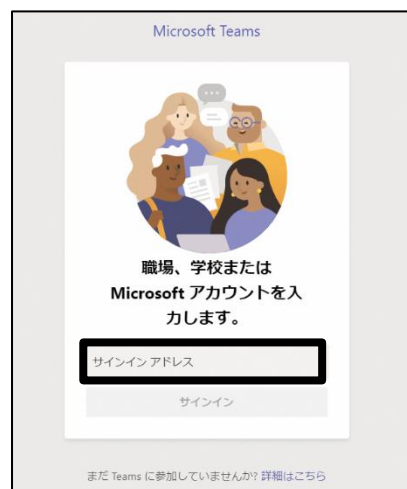 Microsoft Teams
職場、学校または
Microsoft アカウントを入
力します。
サインイン アドレス
サインイン
まだ Teams に参加していませんか? 詳細はこちら